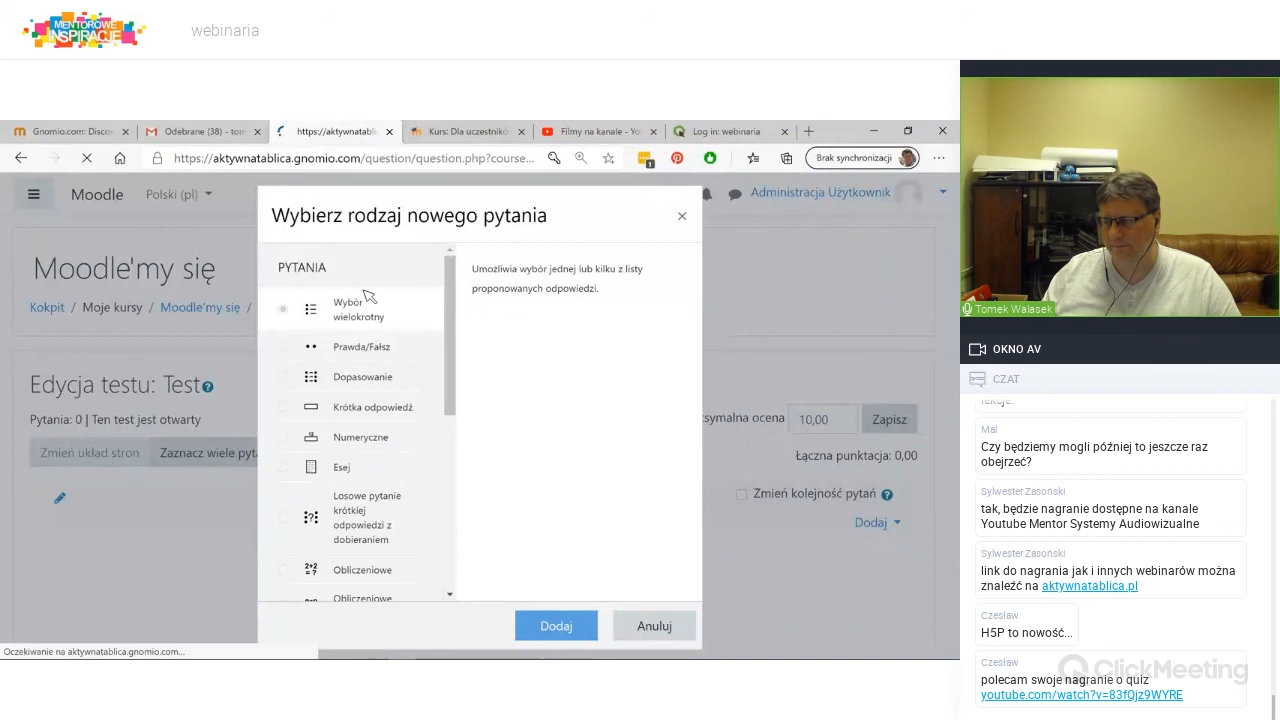 MENTOROWE
INSPIRACJE
webinaria
Gnomio.com: Discov
Odebrane (38) - tom
https://aktywnatablic
Kurs: Dla uczestników
Filmy na kanale - Yo
Log in: webinaria
https://aktywnatablica.gnomio.com/question/question.php?course...
1
Brak synchronizacji
Moodle
Polski (pl)
Administracja Użytkownik
Moodle'my się
Kokpit / Moje kursy / Moodle'my się /
Edycja testu: Test
Pytania: 0 | Ten test jest otwarty
Zmień układ stron
Zaznacz wiele pyta
symalna ocena
10,00
Zapisz
Łączna punktacja: 0,00
Zmień kolejność pytań
Dodaj
Wybierz rodzaj nowego pytania
PYTANIA
Wybór
wielokrotny
Prawda/Fałsz
Dopasowanie
Krótka odpowiedź
Numeryczne
Esej
Losowe pytanie
krótkiej
odpowiedzi z
dobieraniem
Obliczeniowe
Obliczeniowe
Umożliwia wybór jednej lub kilku z listy
proponowanych odpowiedzi.
Dodaj
Anuluj
Oczekiwanie na aktywnatablica.gnomio.com...
Tomek Walasek
OKNO AV
CZAT
lekcje.
Mal
Czy będziemy mogli później to jeszcze raz
obejrzeć?
Sylwester Zasoński
tak, będzie nagranie dostępne na kanale
Youtube Mentor Systemy Audiowizualne
Sylwester Zasoński
link do nagrania jak i innych webinarów można
znaleźć na aktywnatablica.pl
Czesław
H5P to nowość...
Czesław
polecam swoje nagranie o quiz
youtube.com/watch?v=83fQjz9WYRE
ClickMeeting